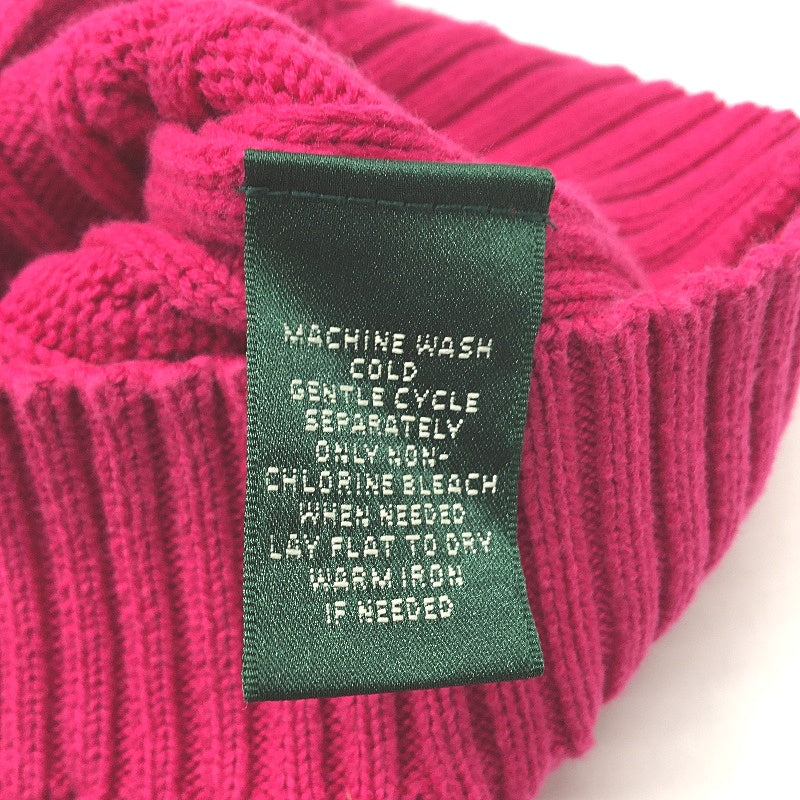 MACHINE WASH
COLD
GENTLE CYCLE
SEPARATELY
ONLY NON-
CHLORINE BLEACH
WHEN NEEDED
LAY FLAT TO DRY
WARM IRON
IF NEEDED